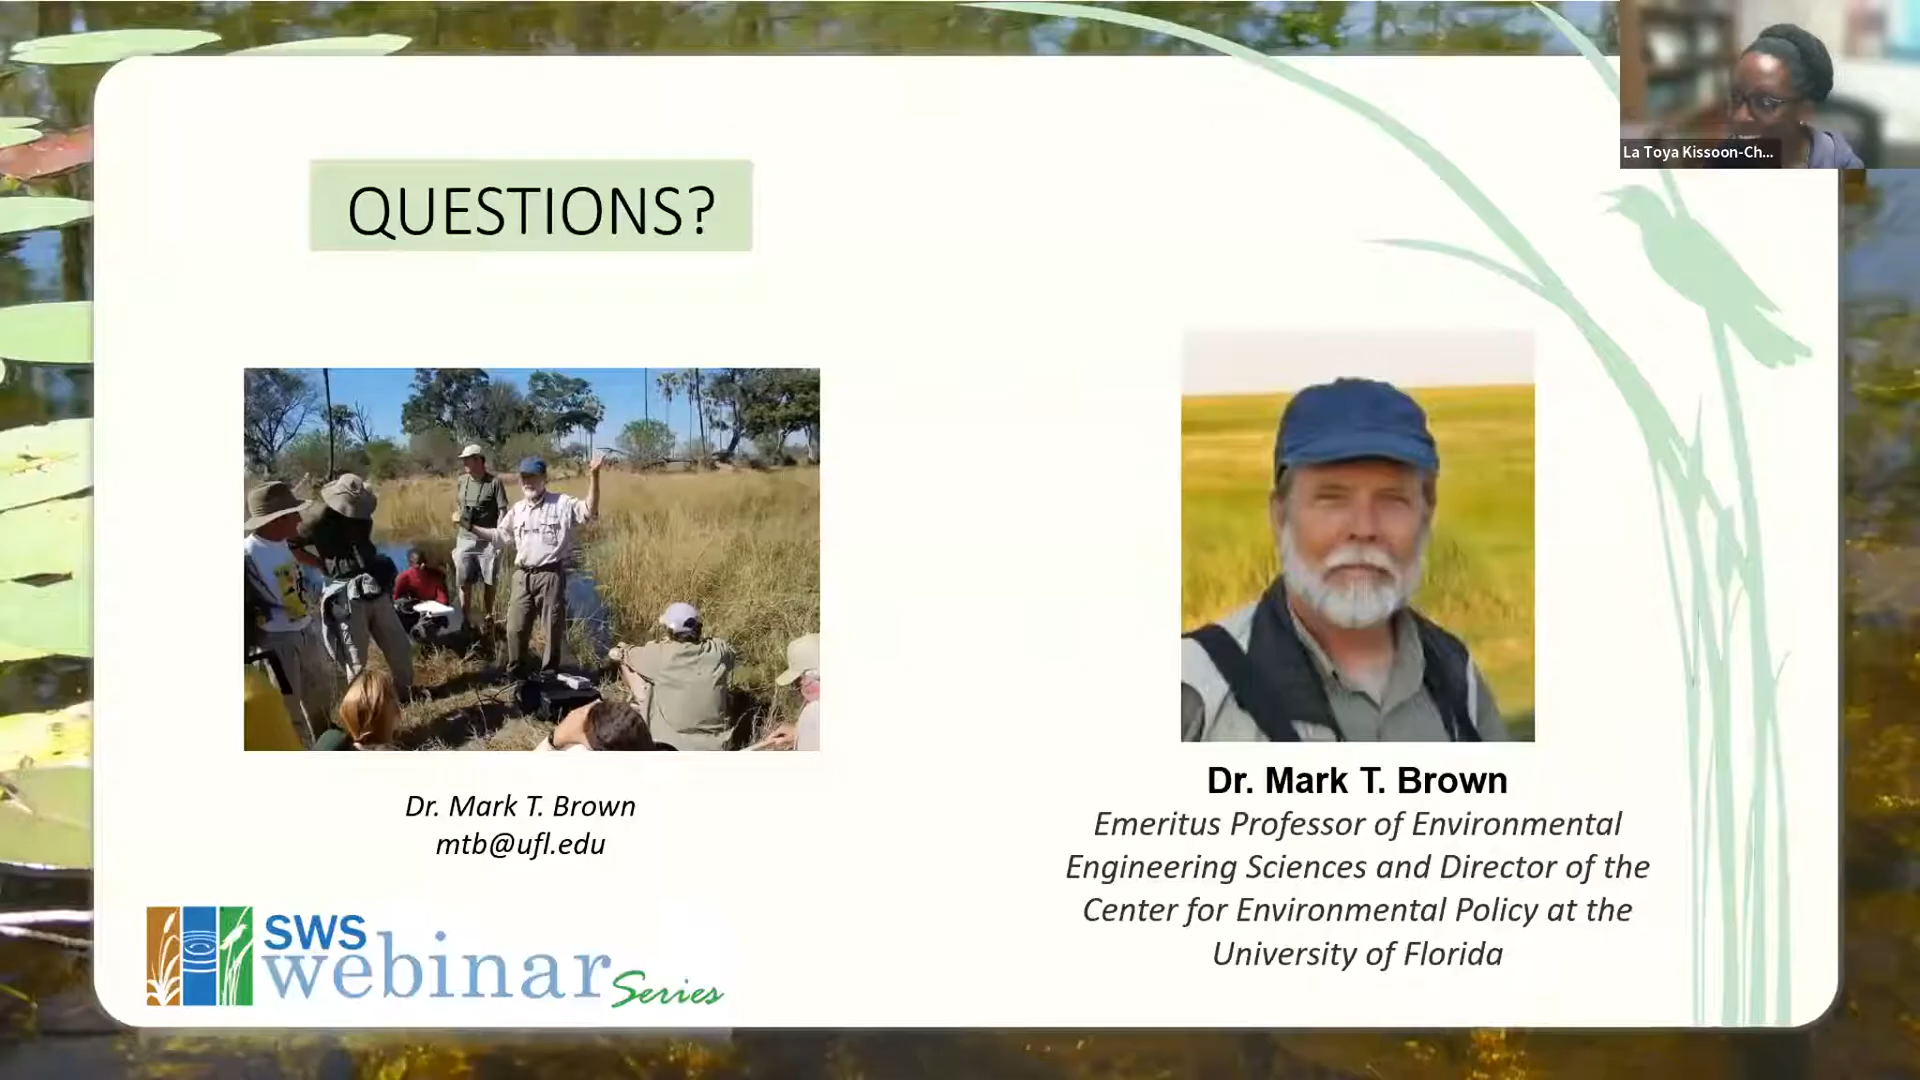 La Toya Kissoon-Ch...
QUESTIONS?
Dr. Mark T. Brown
mtb@ufl.edu
Dr. Mark T. Brown
Emeritus Professor of Environmental
Engineering Sciences and Director of the
Center for Environmental Policy at the
University of Florida
SWS
webinar Series